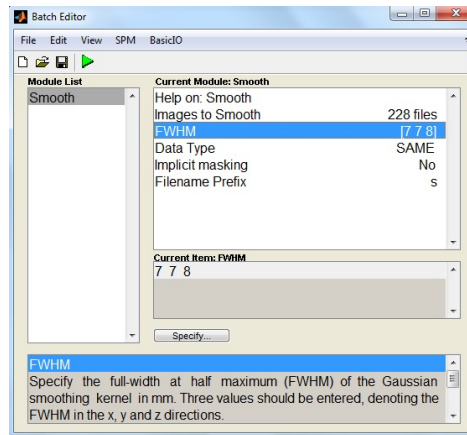 Batch Editor
File Edit View SPM BasicIO
Module List
Current Module: Smooth
Smooth
Help on: Smooth
Images to Smooth 228 files
FWHM [7 7 8]
Data Type SAME
Implicit masking No
Filename Prefix s
Current Item: FWHM
7 7 8
Specify...
FWHM
Specify the full-width at half maximum (FWHM) of the Gaussian
smoothing kernel in mm. Three values should be entered, denoting the
FWHM in the x, y and z directions.